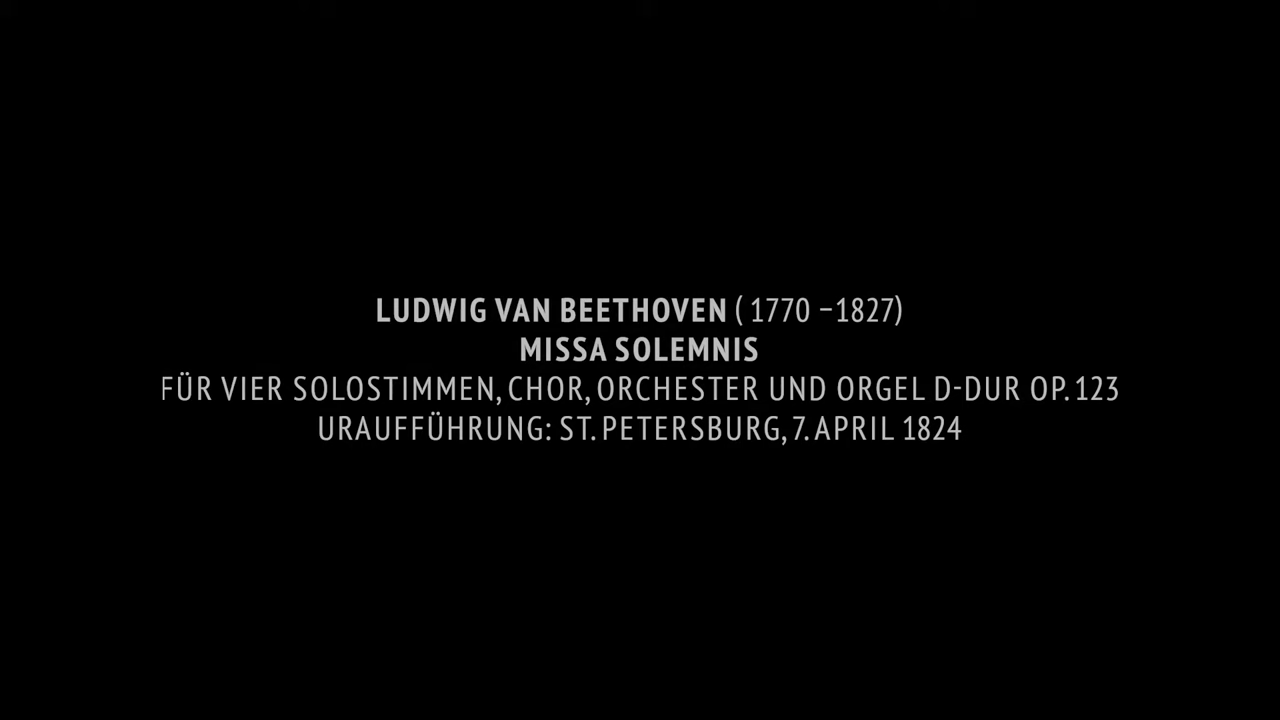 LUDWIG VAN BEETHOVEN ( 1770 –1827)
MISSA SOLEMNIS
FÜR VIER SOLOSTIMMEN, CHOR, ORCHESTER UND ORGEL D-DUR OP. 123
URAUFFÜHRUNG: ST. PETERSBURG, 7. APRIL 1824